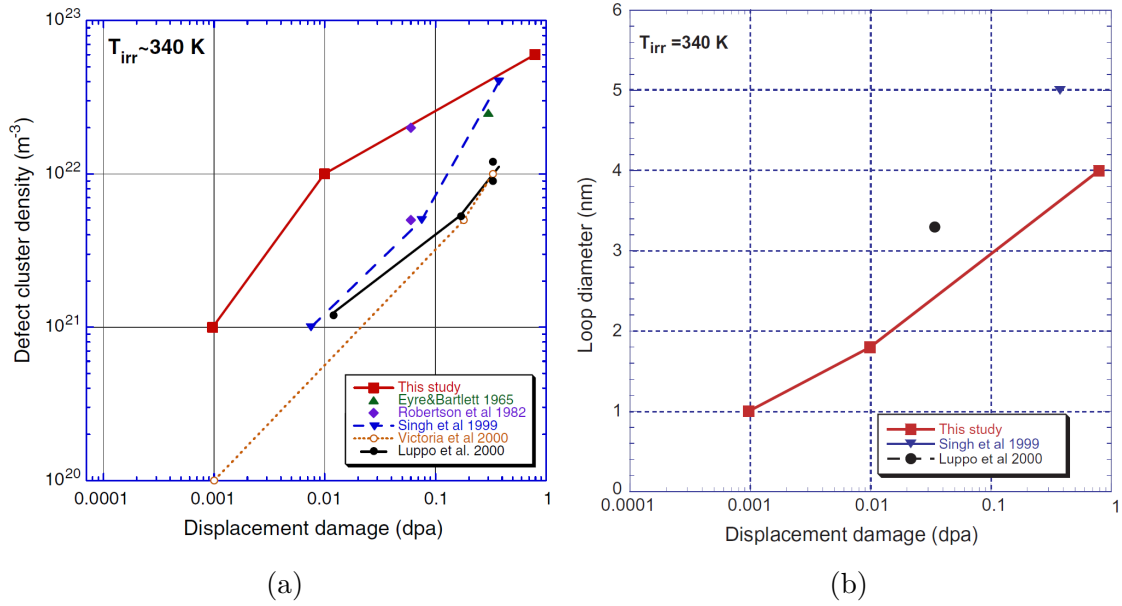 T_irr~340 K
10^23
10^22
10^21
10^20
Defect cluster density (m^-3)
This study
Eyre&Bartlett 1965
Robertson et al 1982
Singh et al 1999
Victoria et al 2000
Luppo et al. 2000
0.0001 0.001 0.01 0.1 1
Displacement damage (dpa)
(a)
T_irr =340 K
6
5
4
3
2
1
0
Loop diameter (nm)
This study
Singh et al 1999
Luppo et al 2000
0.0001 0.001 0.01 0.1 1
Displacement damage (dpa)
(b)